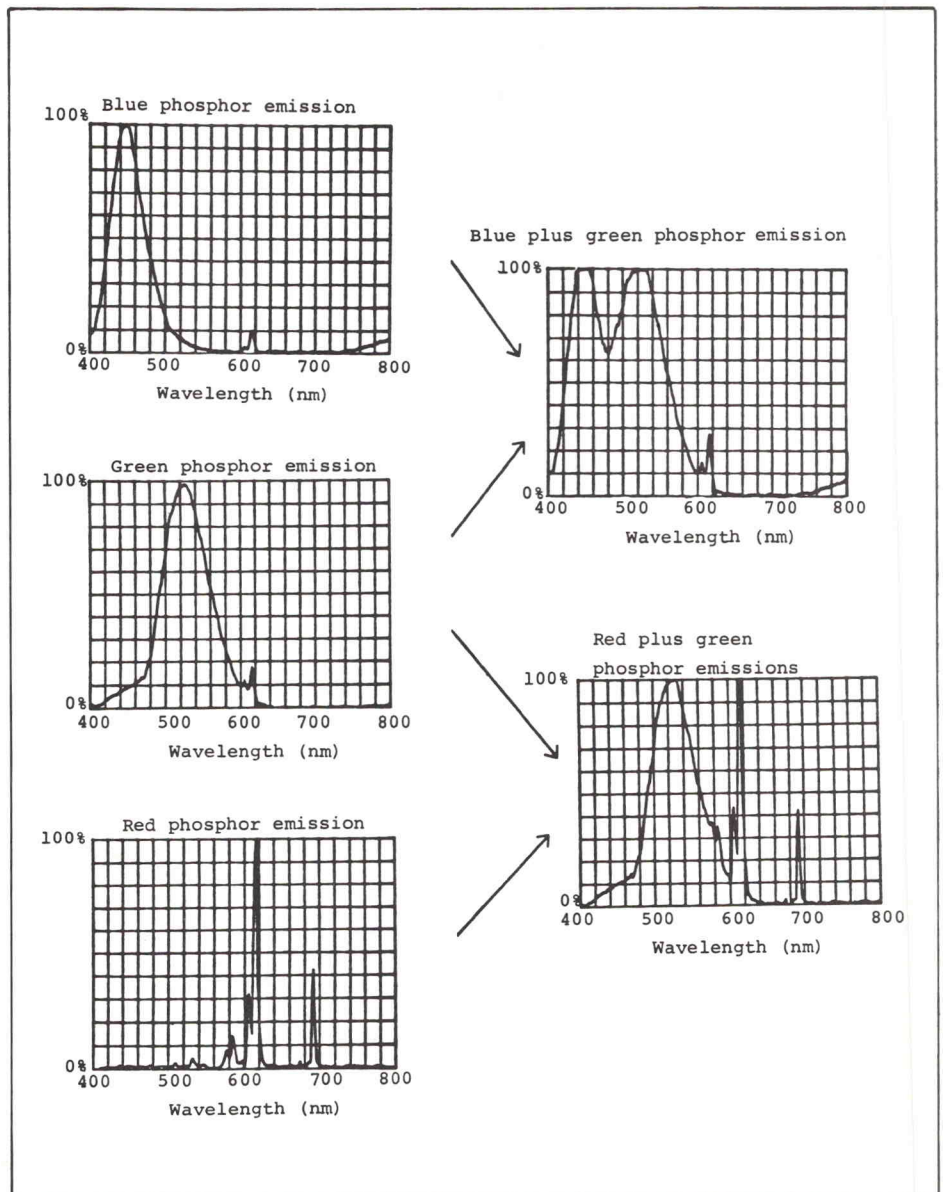 Blue phosphor emission
100%
0%
400 500 600 700 800
Wavelength (nm)
Green phosphor emission
100%
0%
400 500 600 700 800
Wavelength (nm)
Red phosphor emission
100%
0%
400 500 600 700 800
Wavelength (nm)
Blue plus green phosphor emission
100%
0%
400 500 600 700 800
Wavelength (nm)
Red plus green
phosphor emissions
100%
0%
400 500 600 700 800
Wavelength (nm)